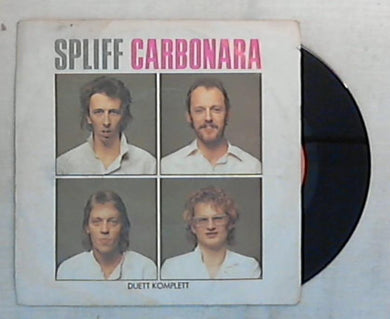 SPLIFF CARBONARA
DUETT KOMPLETT